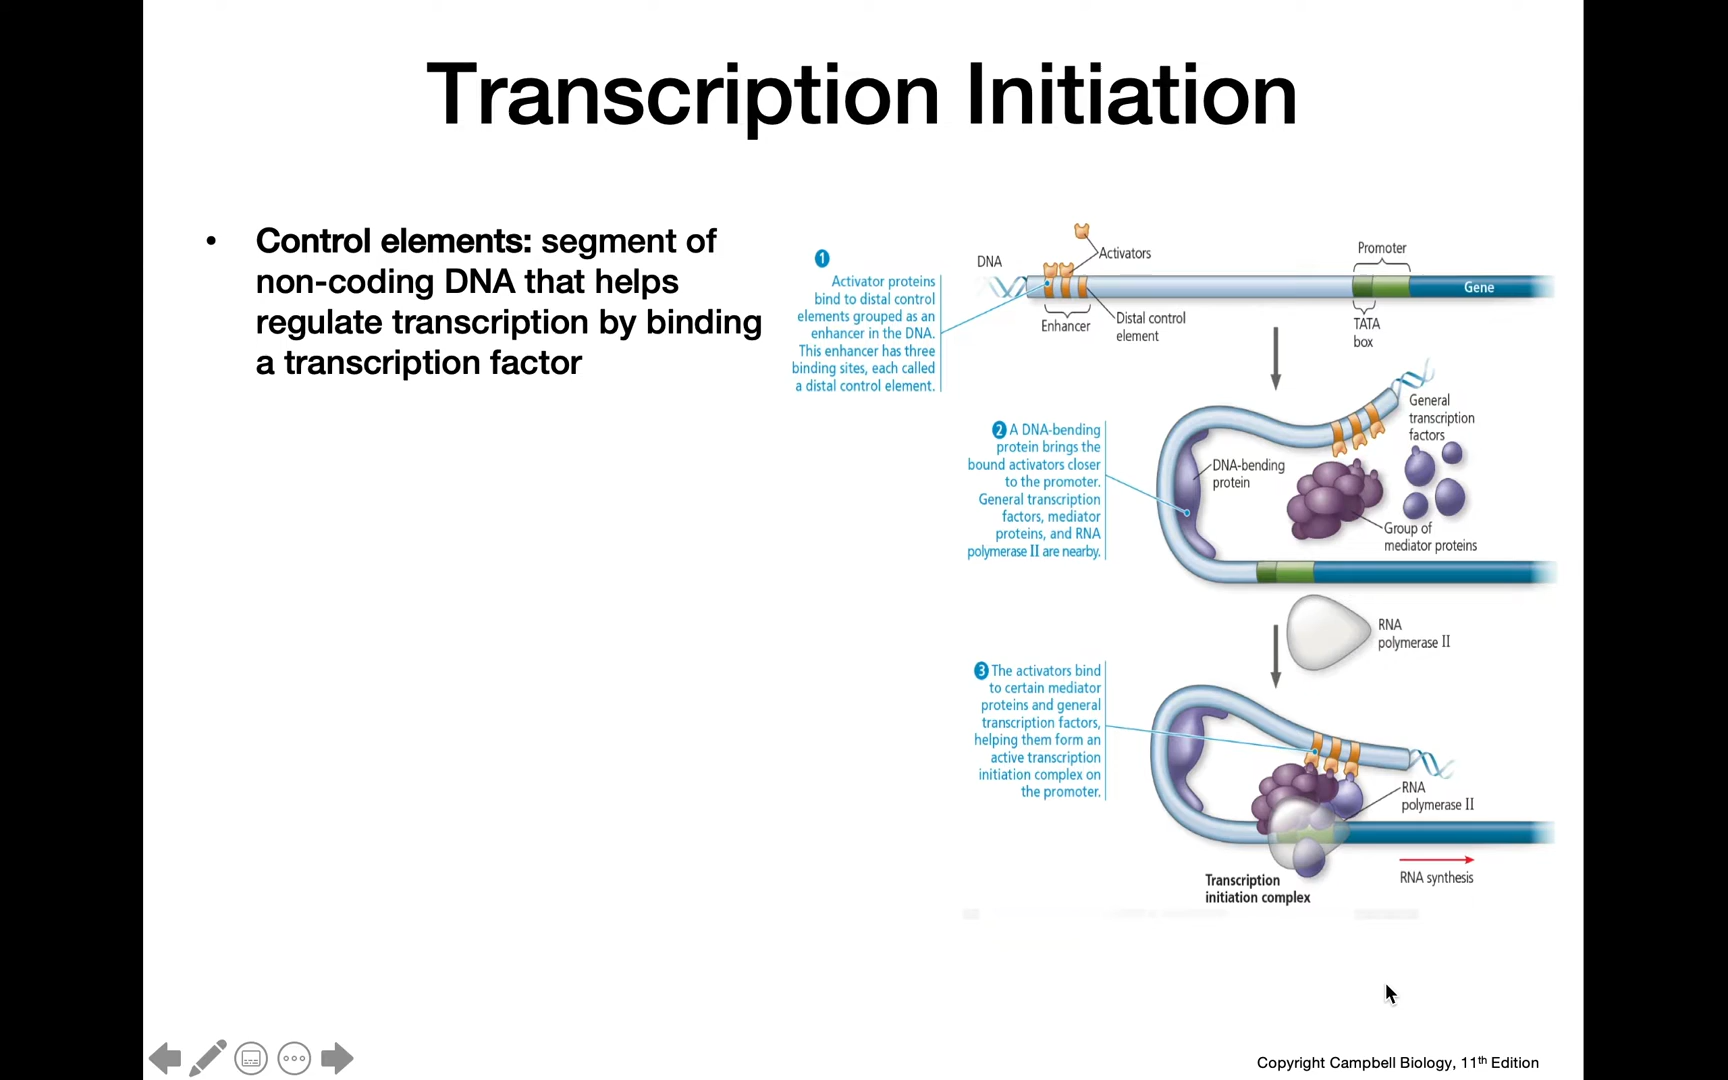 Transcription Initiation
• Control elements: segment of
non-coding DNA that helps
regulate transcription by binding
a transcription factor
1
Activator proteins
bind to distal control
elements grouped as an
enhancer in the DNA.
This enhancer has three
binding sites, each called
a distal control element.
DNA
Activators
Promoter
Gene
Enhancer
Distal control
element
TATA
box
2 A DNA-bending
protein brings the
bound activators closer
to the promoter.
General transcription
factors, mediator
proteins, and RNA
polymerase II are nearby.
General
transcription
factors
DNA-bending
protein
Group of
mediator proteins
RNA
polymerase II
3 The activators bind
to certain mediator
proteins and general
transcription factors,
helping them form an
active transcription
initiation complex on
the promoter.
RNA
polymerase II
Transcription
initiation complex
RNA synthesis
Copyright Campbell Biology, 11th Edition